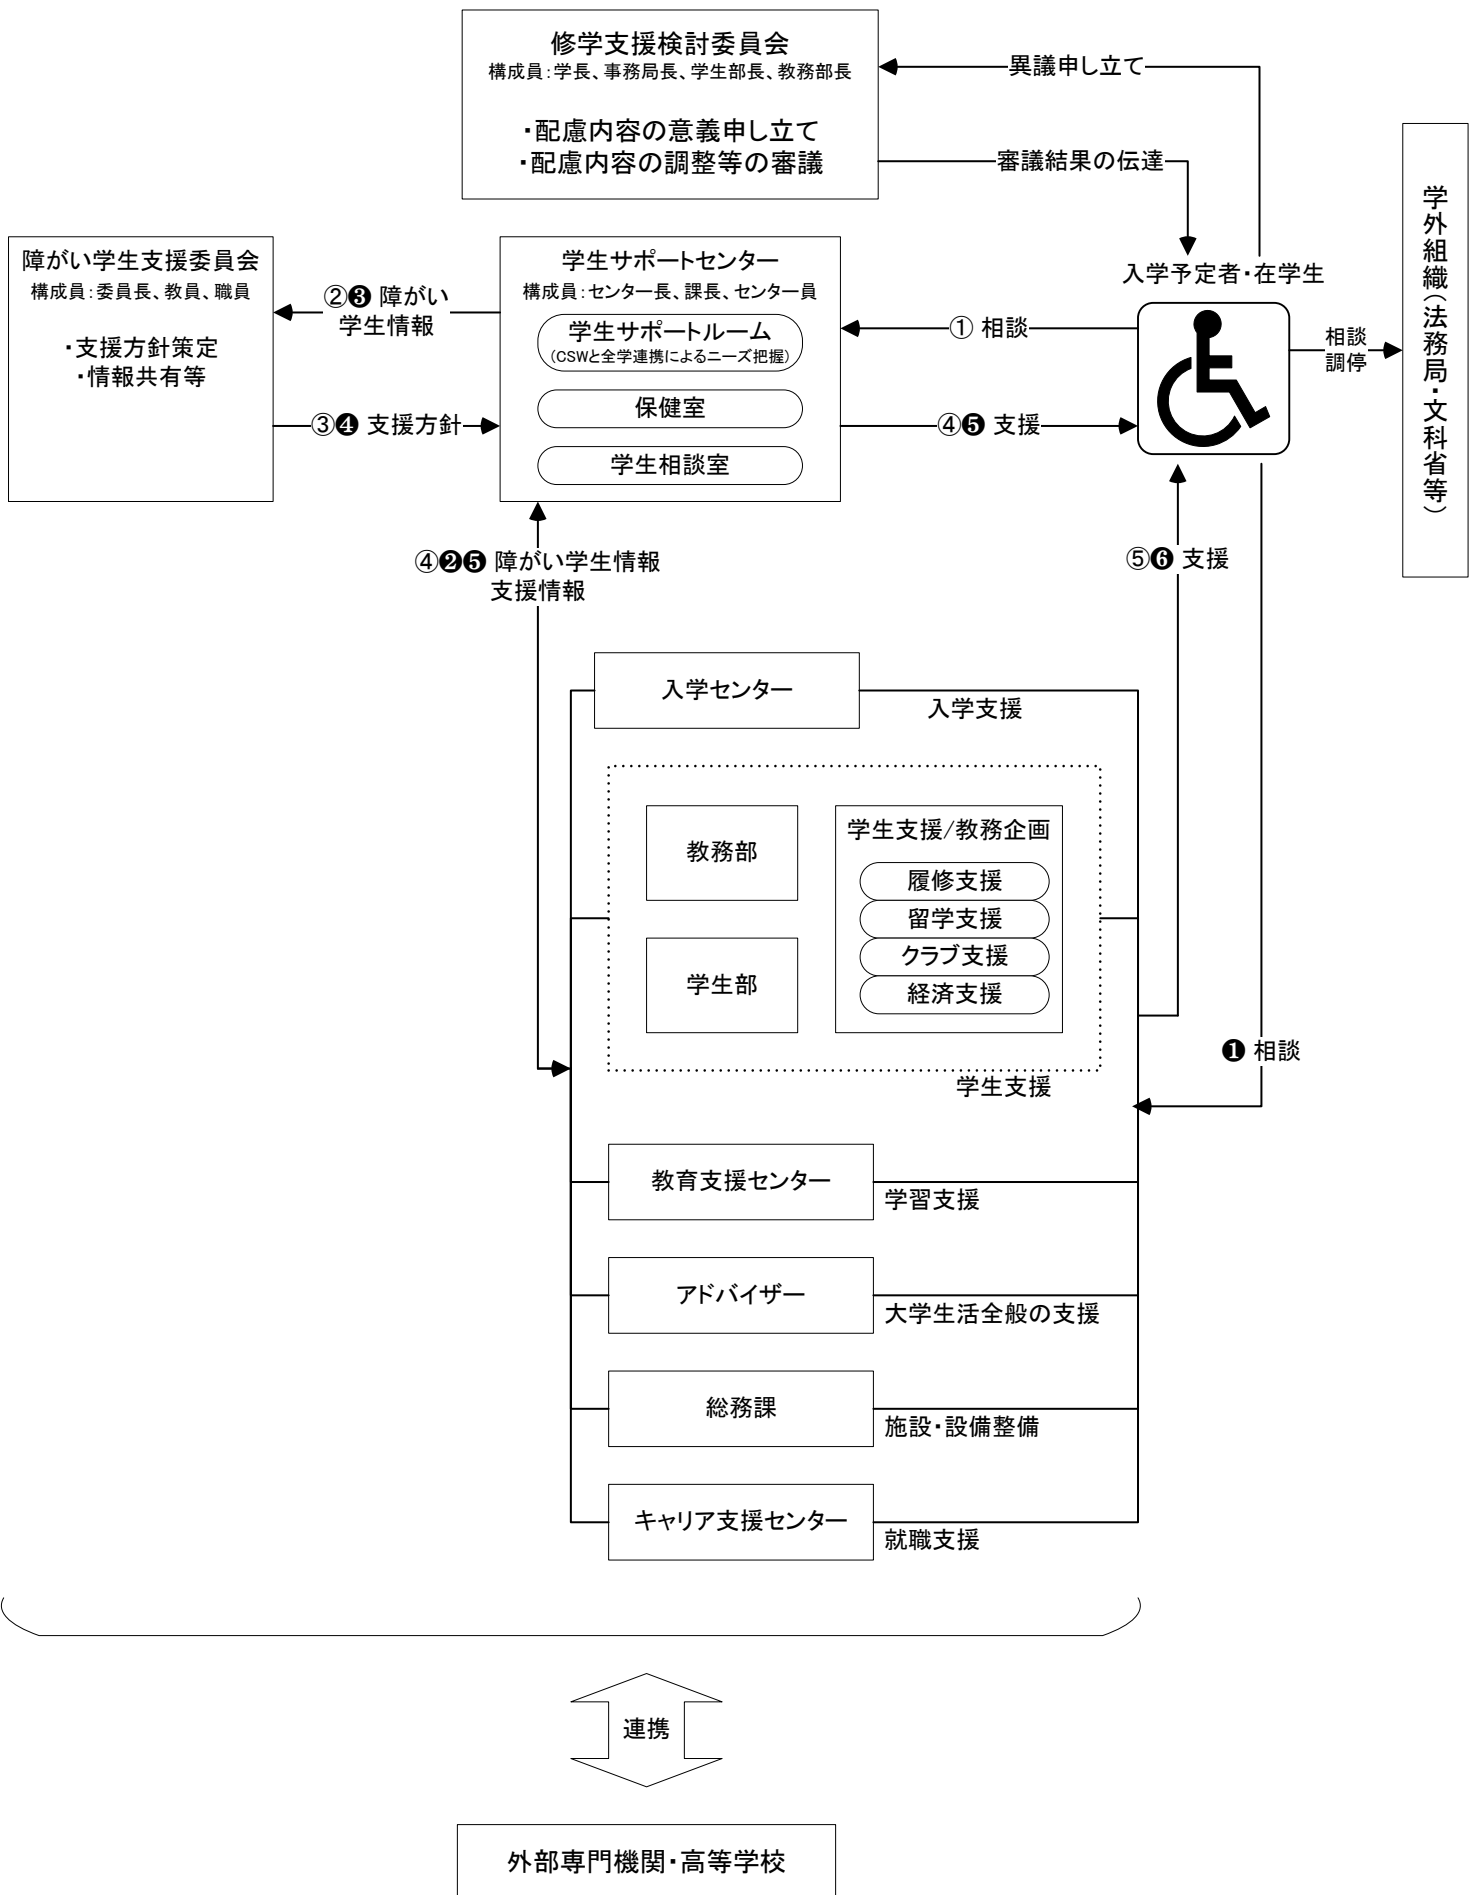 修学支援検討委員会
構成員：学長、事務局長、学生部長、教務部長
・配慮内容の意義申し立て
・配慮内容の調整等の審議
異議申し立て
審議結果の伝達
学外組織（法務局・文科省等）
障がい学生支援委員会
構成員：委員長、教員、職員
・支援方針策定
・情報共有等
②❸ 障がい
学生情報
③❹ 支援方針
学生サポートセンター
構成員：センター長、課長、センター員
学生サポートルーム
（CSWと全学連携によるニーズ把握）
保健室
学生相談室
① 相談
④❺ 支援
入学予定者・在学生
相談
調停
④❷❺ 障がい学生情報
支援情報
⑤❻ 支援
入学センター
入学支援
教務部
学生部
学生支援/教務企画
履修支援
留学支援
クラブ支援
経済支援
学生支援
❶ 相談
教育支援センター
学習支援
アドバイザー
大学生活全般の支援
総務課
施設・設備整備
キャリア支援センター
就職支援
連携
外部専門機関・高等学校